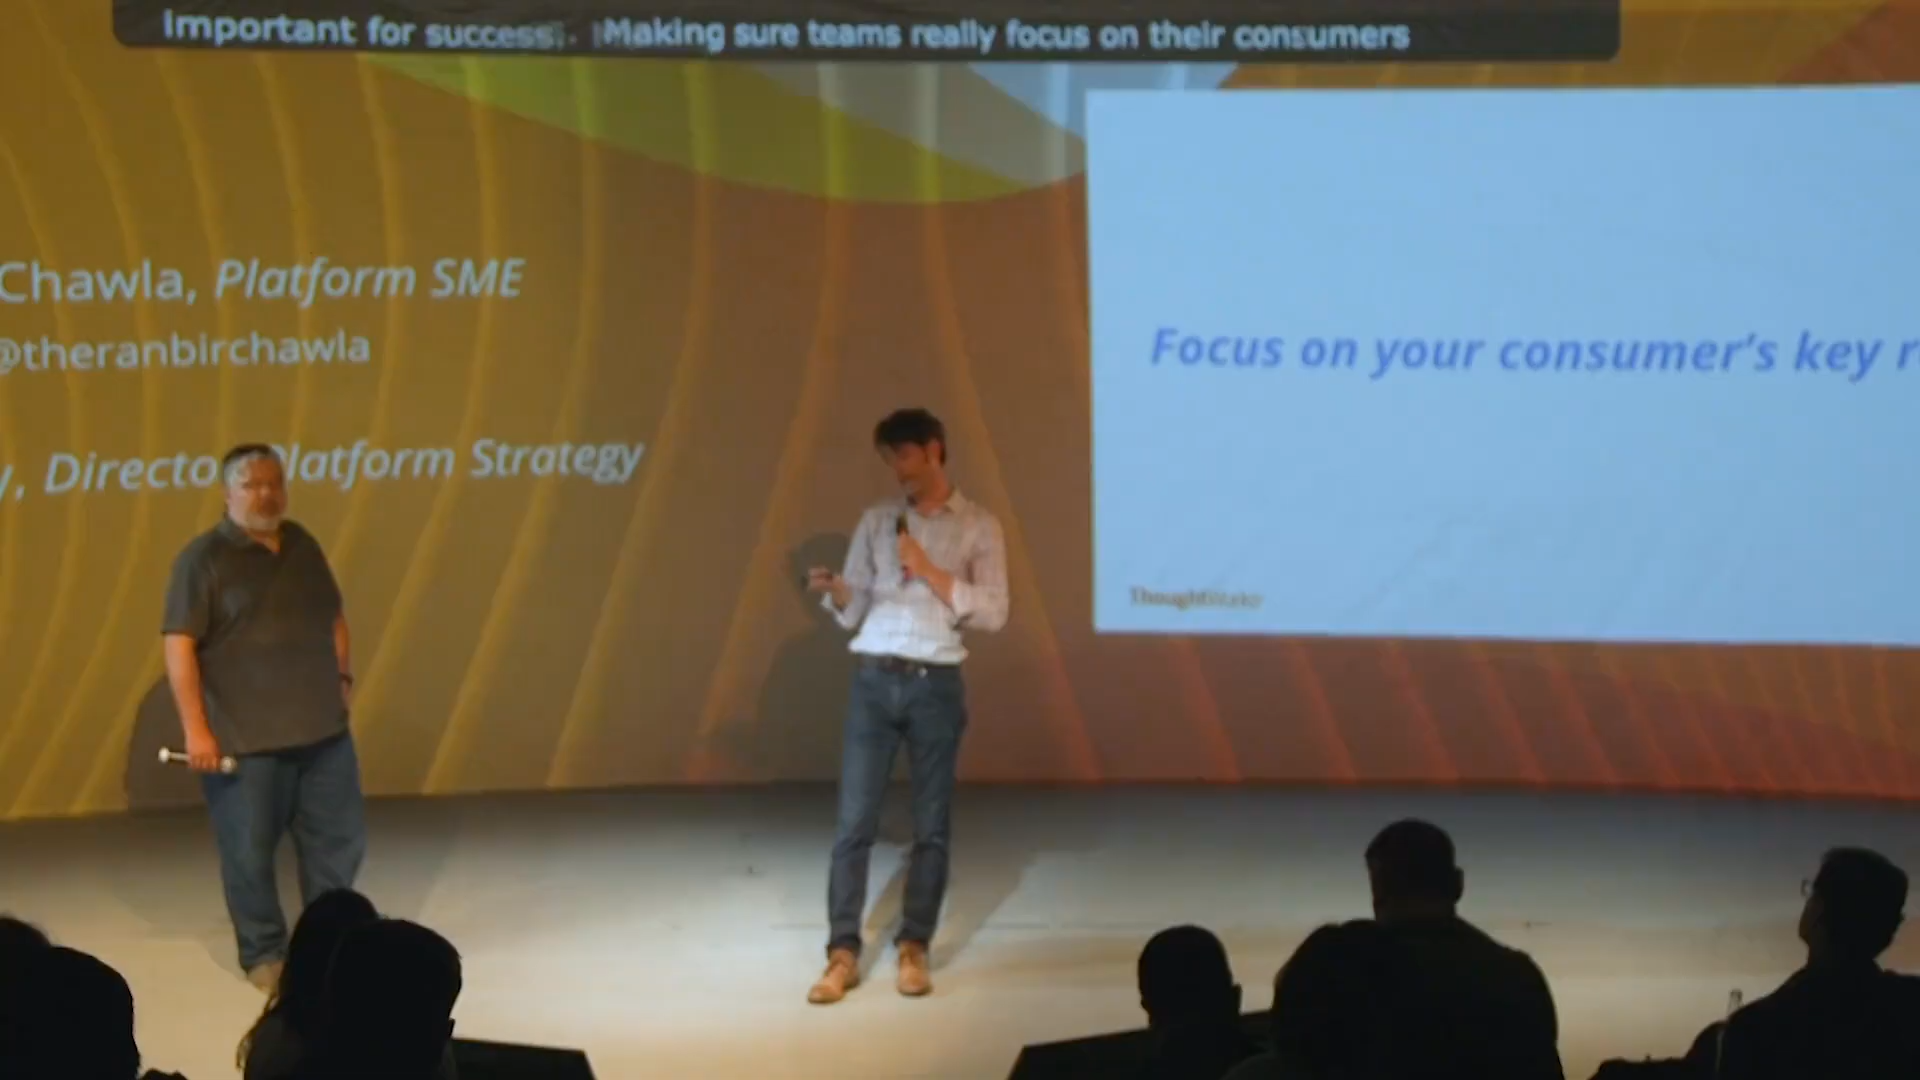 Important for success. Making sure teams really focus on their consumers
Chawla, Platform SME
@theranbirchawla
y, Director Platform Strategy
Focus on your consumer's key r
ThoughtWorks